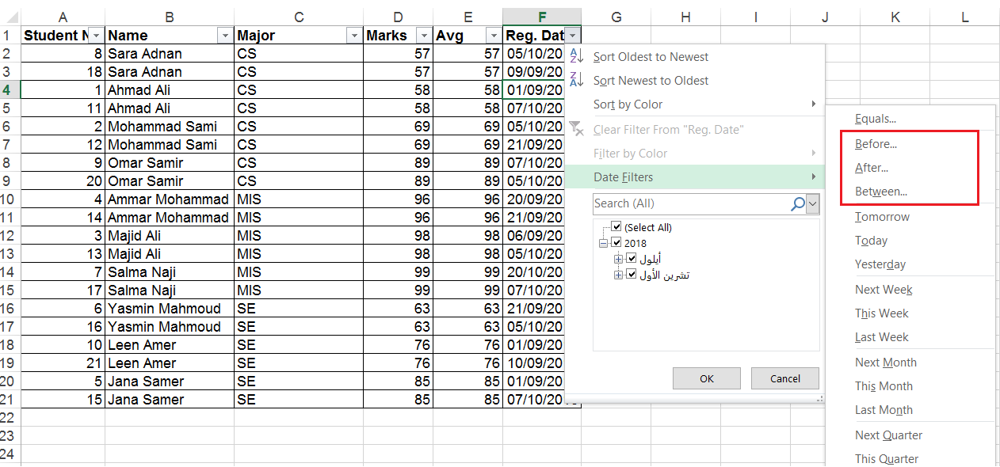 A B C D E F G H I J K L
1 Student N Name Major Marks Avg Reg. Dat
2 8 Sara Adnan CS 57 57 05/10/20
3 18 Sara Adnan CS 57 57 09/09/20
4 1 Ahmad Ali CS 58 58 01/09/20
5 11 Ahmad Ali CS 58 58 07/10/20
6 2 Mohammad Sami CS 69 69 05/10/20
7 12 Mohammad Sami CS 69 69 21/09/20
8 9 Omar Samir CS 89 89 07/10/20
9 20 Omar Samir CS 89 89 05/10/20
10 4 Ammar Mohammad MIS 96 96 20/09/20
11 14 Ammar Mohammad MIS 96 96 21/09/20
12 3 Majid Ali MIS 98 98 06/09/20
13 13 Majid Ali MIS 98 98 05/10/20
14 7 Salma Naji MIS 99 99 20/10/20
15 17 Salma Naji MIS 99 99 07/10/20
16 6 Yasmin Mahmoud SE 63 63 21/09/20
17 16 Yasmin Mahmoud SE 63 63 05/10/20
18 10 Leen Amer SE 76 76 01/09/20
19 21 Leen Amer SE 76 76 10/09/20
20 5 Jana Samer SE 85 85 01/09/20
21 15 Jana Samer SE 85 85 07/10/20
22
23
24
Sort Oldest to Newest
Sort Newest to Oldest
Sort by Color
Clear Filter From "Reg. Date"
Filter by Color
Date Filters
Search (All)
(Select All)
2018
أيلول
تشرين الأول
OK Cancel
Equals...
Before...
After...
Between...
Tomorrow
Today
Yesterday
Next Week
This Week
Last Week
Next Month
This Month
Last Month
Next Quarter
This Quarter